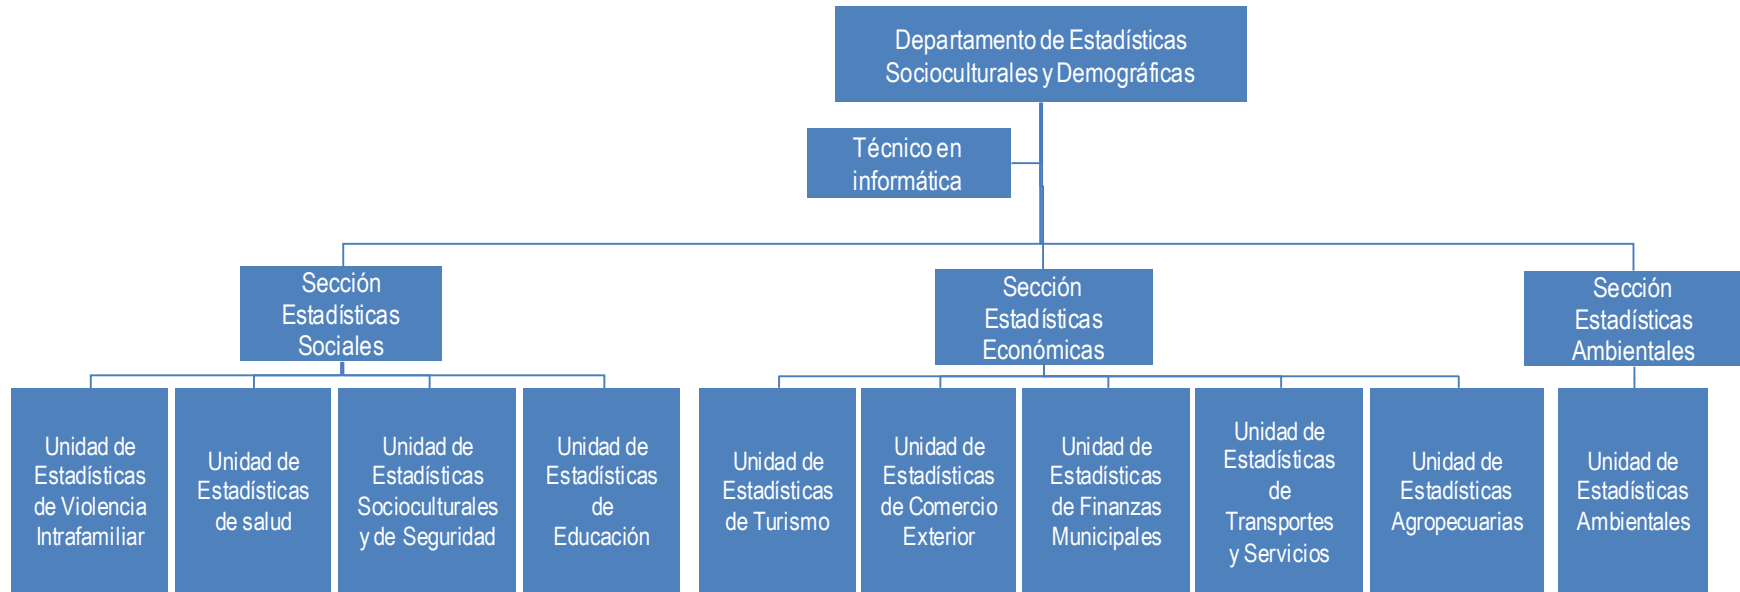 Departamento de Estadísticas
Socioculturales y Demográficas
Técnico en
informática
Sección
Estadísticas
Sociales
Sección
Estadísticas
Económicas
Sección
Estadísticas
Ambientales
Unidad de
Estadísticas
de Violencia
Intrafamiliar
Unidad de
Estadísticas
de salud
Unidad de
Estadísticas
Socioculturales
y de Seguridad
Unidad de
Estadísticas
de
Educación
Unidad de
Estadísticas
de Turismo
Unidad de
Estadísticas
de Comercio
Exterior
Unidad de
Estadísticas
de Finanzas
Municipales
Unidad de
Estadísticas
de
Transportes
y Servicios
Unidad de
Estadísticas
Agropecuarias
Unidad de
Estadísticas
Ambientales